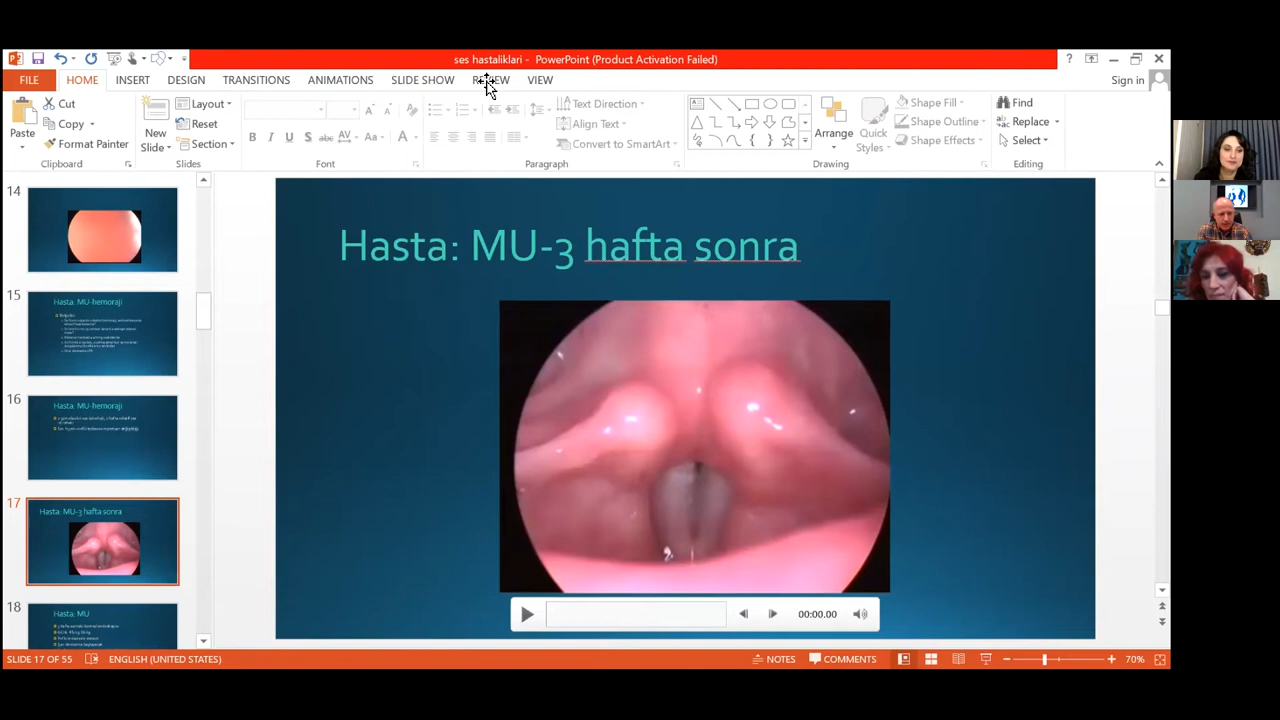 ses hastaliklari - PowerPoint (Product Activation Failed)
?
FILE HOME INSERT DESIGN TRANSITIONS ANIMATIONS SLIDE SHOW REVIEW VIEW Sign in
Paste
Cut
Copy
Format Painter
Clipboard
New Slide
Layout
Reset
Section
Slides
Font
Text Direction
Align Text
Convert to SmartArt
Paragraph
Arrange
Quick Styles
Shape Fill
Shape Outline
Shape Effects
Drawing
Find
Replace
Select
Editing
14
15
Hasta: MU-hemoraji
16
Hasta: MU-hemoraji
17
Hasta: MU-3 hafta sonra
18
Hasta: MU
Hasta: MU-3 hafta sonra
00:00.00
SLIDE 17 OF 55 ENGLISH (UNITED STATES) NOTES COMMENTS 70%